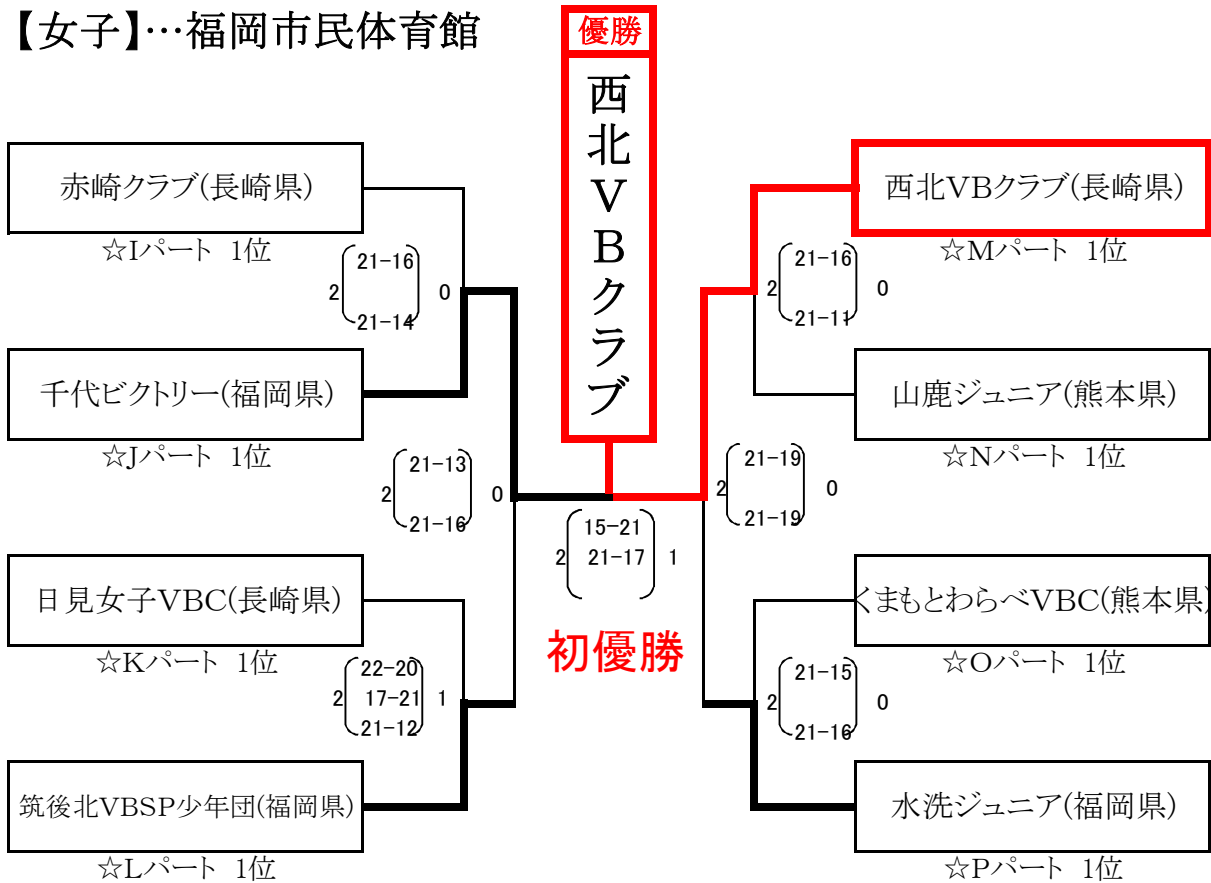 【女子】…福岡市民体育館
優勝
西北VBクラブ
赤崎クラブ(長崎県)
☆Iパート 1位
21-16
2 0
21-14
千代ビクトリー(福岡県)
☆Jパート 1位
21-13
2 0
21-16
日見女子VBC(長崎県)
☆Kパート 1位
22-20
2 17-21 1
21-12
筑後北VBSP少年団(福岡県)
☆Lパート 1位
15-21
2 21-17 1
初優勝
西北VBクラブ(長崎県)
☆Mパート 1位
21-16
2 0
21-11
山鹿ジュニア(熊本県)
☆Nパート 1位
21-19
2 0
21-19
くまもとわらべVBC(熊本県)
☆Oパート 1位
21-15
2 0
21-16
水洗ジュニア(福岡県)
☆Pパート 1位